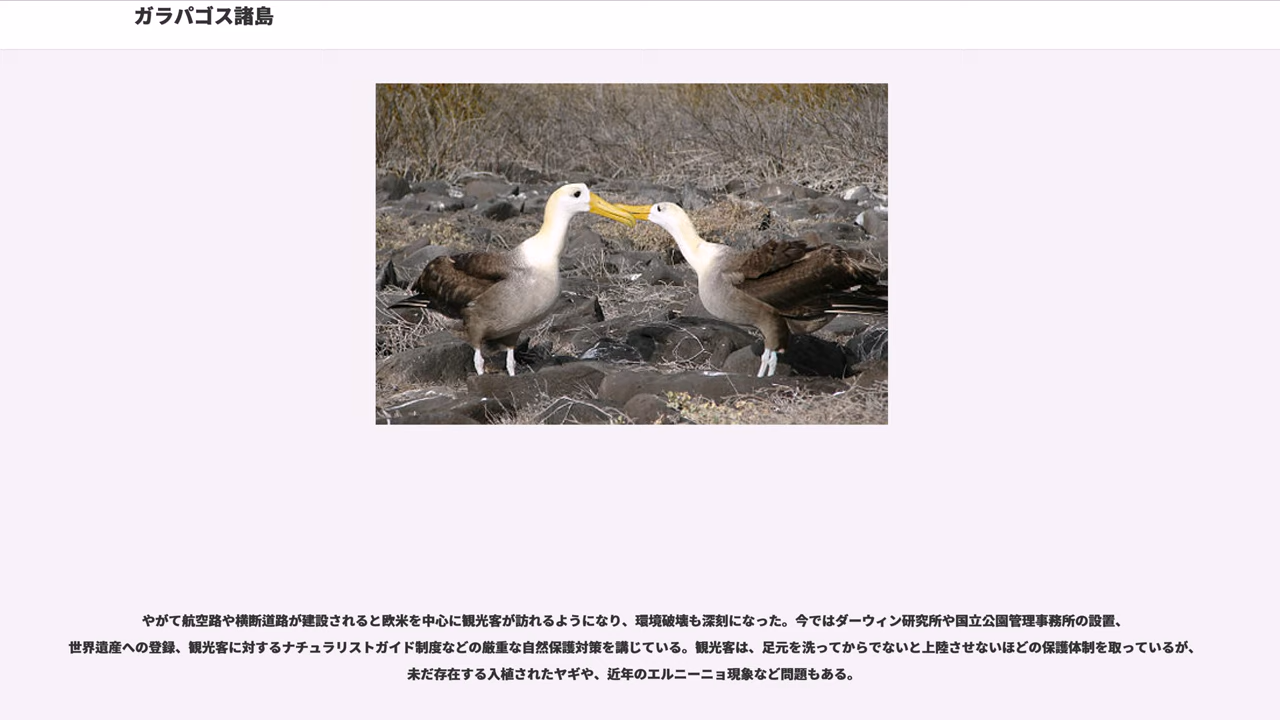 ガラパゴス諸島
やがて航空路や横断道路が建設されると欧米を中心に観光客が訪れるようになり、環境破壊も深刻になった。今ではダーウィン研究所や国立公園管理事務所の設置、
世界遺産への登録、観光客に対するナチュラリストガイド制度などの厳重な自然保護対策を講じている。観光客は、足元を洗ってからでないと上陸させないほどの保護体制を取っているが、
未だ存在する入植されたヤギや、近年のエルニーニョ現象など問題もある。